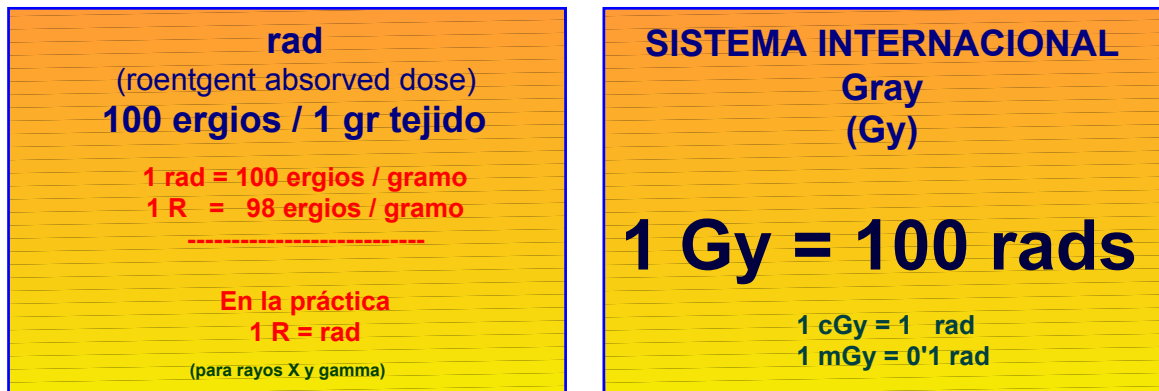 rad
(roentgent absorved dose)
100 ergios / 1 gr tejido
1 rad = 100 ergios / gramo
1 R = 98 ergios / gramo
---------------------------
En la práctica
1 R = rad
(para rayos X y gamma)
SISTEMA INTERNACIONAL
Gray
(Gy)
1 Gy = 100 rads
1 cGy = 1 rad
1 mGy = 0'1 rad